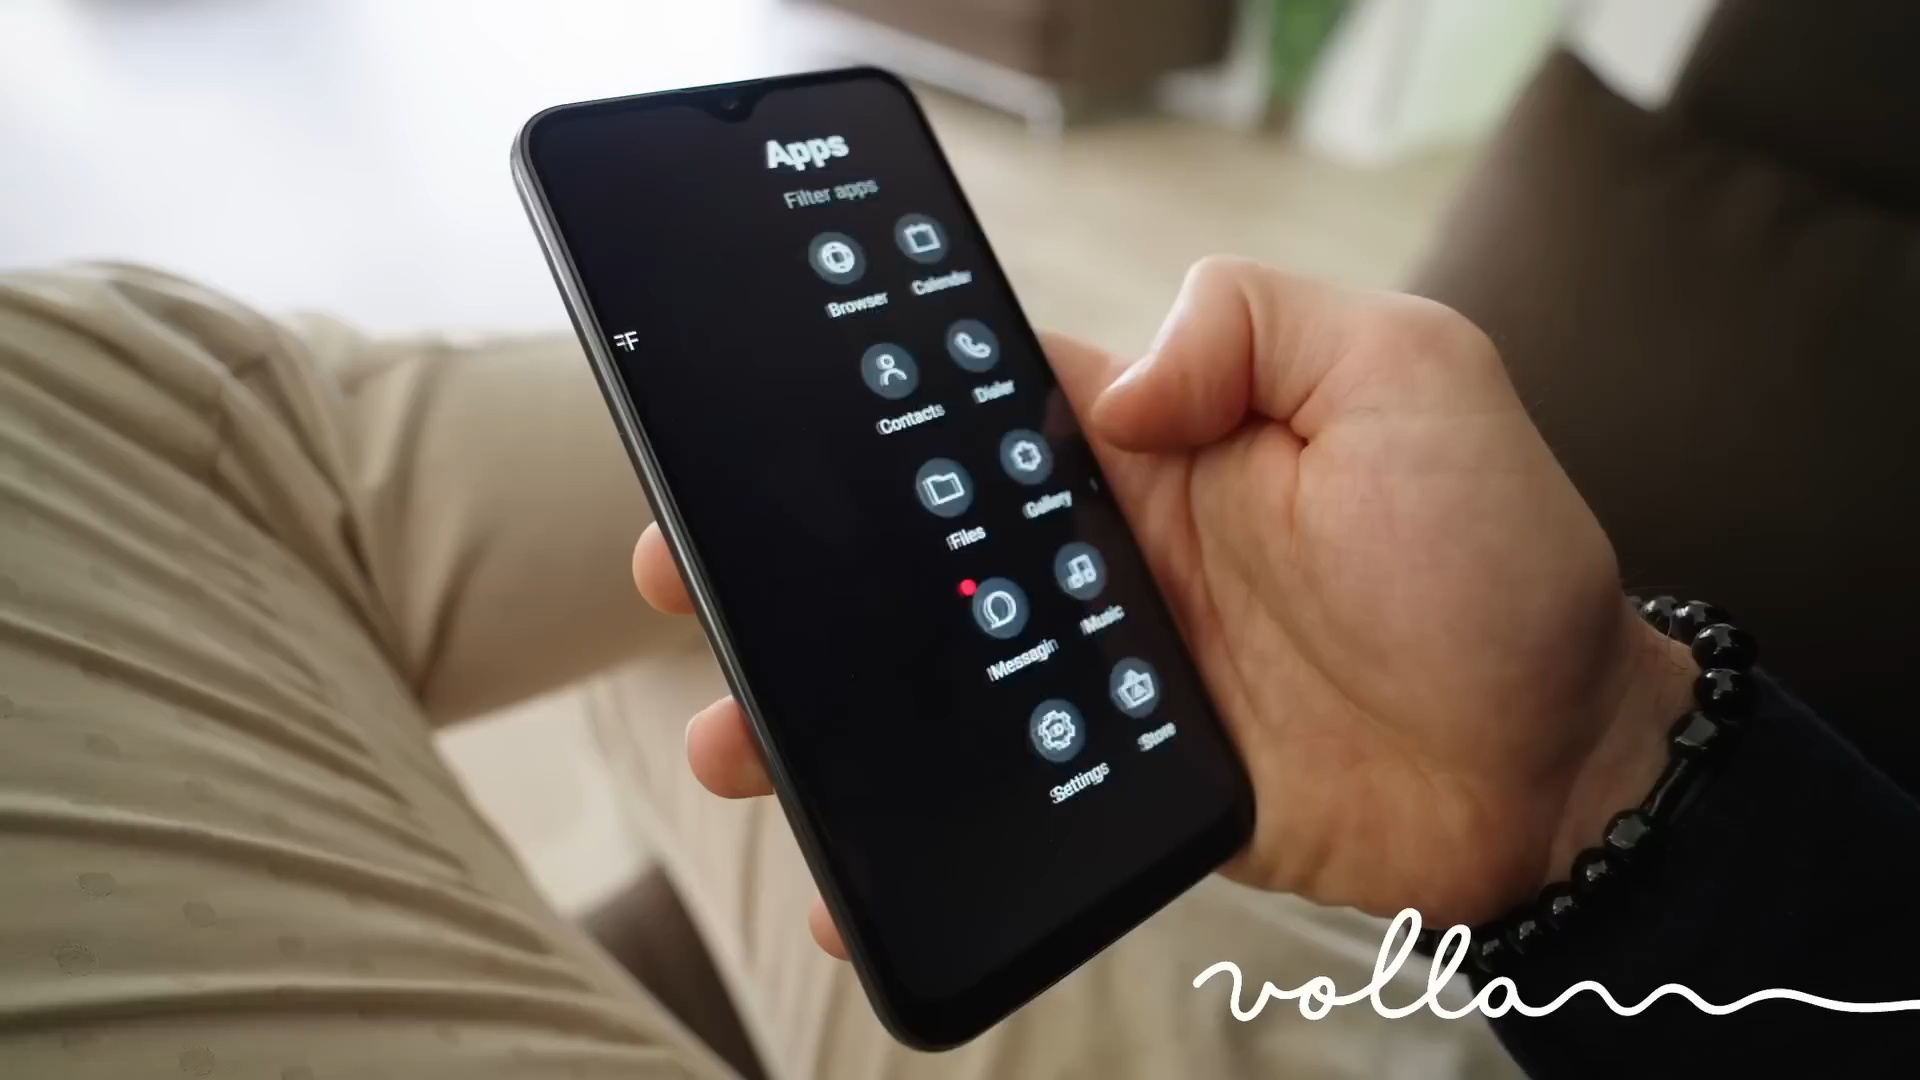 Apps
Filter apps
Browser
Calendar
Contacts
Dialer
Files
Gallery
Messagin
Music
Settings
Store
volla